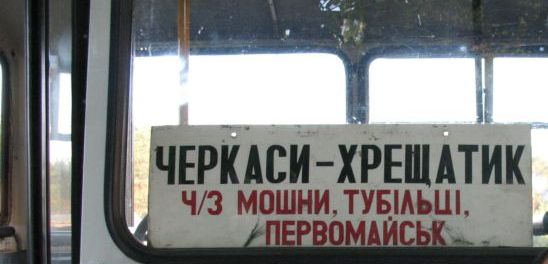 ЧЕРКАСИ-ХРЕЩАТИК
Ч/З МОШНИ, ТУБІЛЬЦІ,
ПЕРВОМАЙСЬК